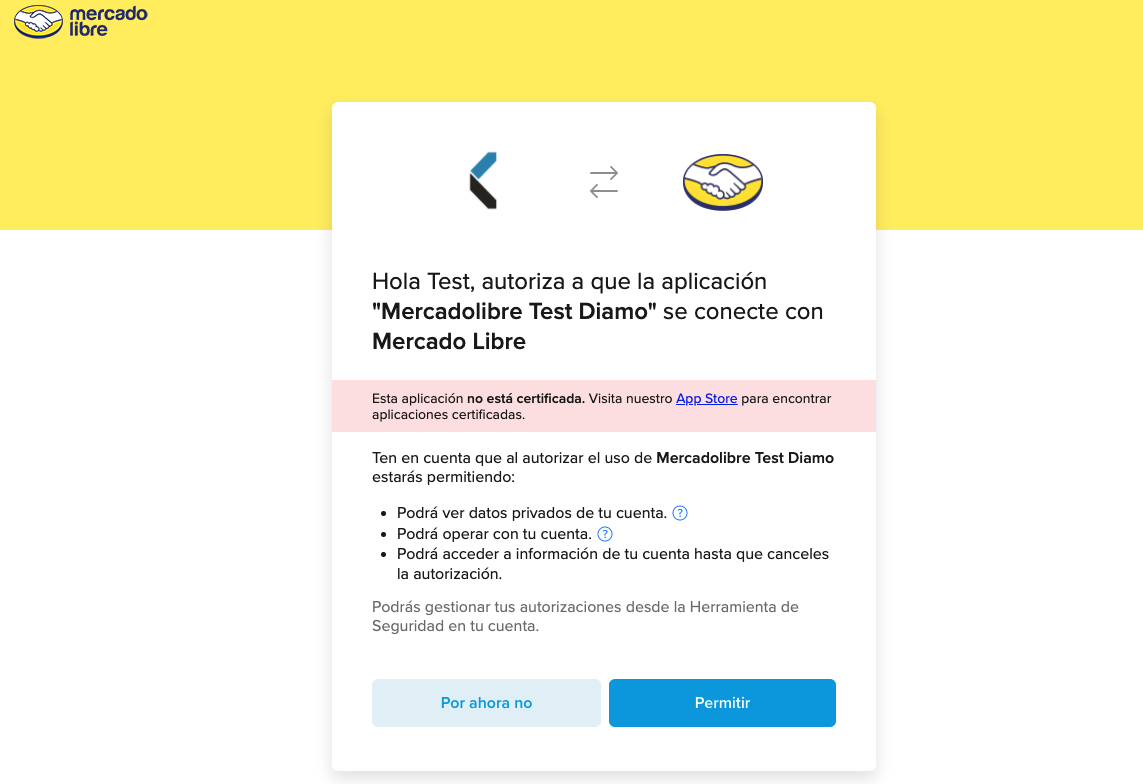 mercado
libre
Hola Test, autoriza a que la aplicación
"Mercadolibre Test Diamo" se conecte con
Mercado Libre
Esta aplicación no está certificada. Visita nuestro App Store para encontrar
aplicaciones certificadas.
Ten en cuenta que al autorizar el uso de Mercadolibre Test Diamo
estarás permitiendo:
• Podrá ver datos privados de tu cuenta. ?
• Podrá operar con tu cuenta. ?
• Podrá acceder a información de tu cuenta hasta que canceles
la autorización.
Podrás gestionar tus autorizaciones desde la Herramienta de
Seguridad en tu cuenta.
Por ahora no
Permitir